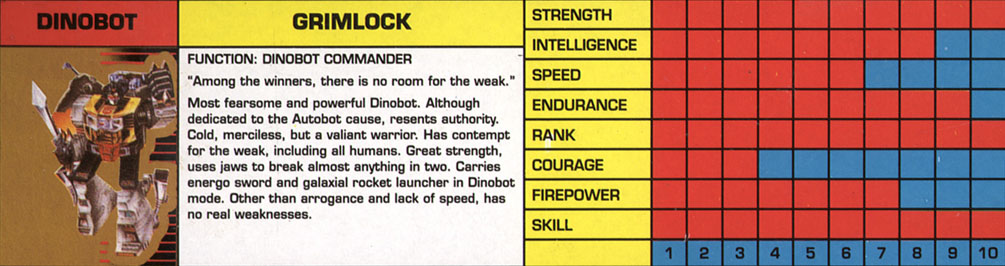 DINOBOT
GRIMLOCK
FUNCTION: DINOBOT COMMANDER
"Among the winners, there is no room for the weak."
Most fearsome and powerful Dinobot. Although
dedicated to the Autobot cause, resents authority.
Cold, merciless, but a valiant warrior. Has contempt
for the weak, including all humans. Great strength,
uses jaws to break almost anything in two. Carries
energo sword and galaxial rocket launcher in Dinobot
mode. Other than arrogance and lack of speed, has
no real weaknesses.
STRENGTH
INTELLIGENCE
SPEED
ENDURANCE
RANK
COURAGE
FIREPOWER
SKILL
1 2 3 4 5 6 7 8 9 10